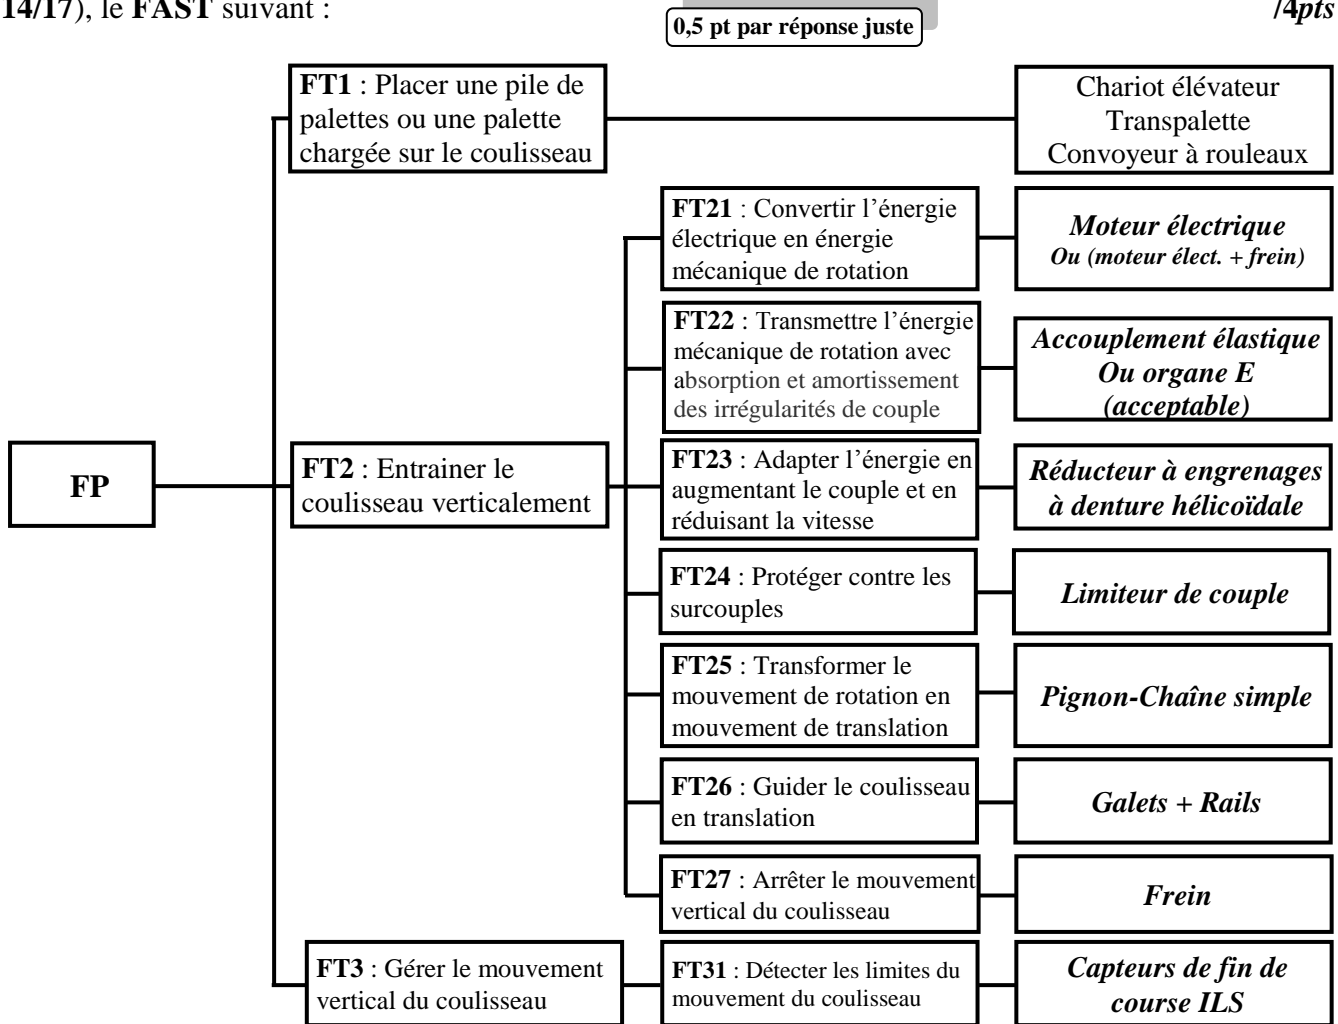 14/17), le FAST suivant :
/4pts
0,5 pt par réponse juste
FT1 : Placer une pile de
palettes ou une palette
chargée sur le coulisseau
Chariot élévateur
Transpalette
Convoyeur à rouleaux
FT21 : Convertir l’énergie
électrique en énergie
mécanique de rotation
Moteur électrique
Ou (moteur élect. + frein)
FT22 : Transmettre l’énergie
mécanique de rotation avec
absorption et amortissement
des irrégularités de couple
Accouplement élastique
Ou organe E
(acceptable)
FP
FT2 : Entrainer le
coulisseau verticalement
FT23 : Adapter l’énergie en
augmentant le couple et en
réduisant la vitesse
Réducteur à engrenages
à denture hélicoïdale
FT24 : Protéger contre les
surcouples
Limiteur de couple
FT25 : Transformer le
mouvement de rotation en
mouvement de translation
Pignon-Chaîne simple
FT26 : Guider le coulisseau
en translation
Galets + Rails
FT27 : Arrêter le mouvement
vertical du coulisseau
Frein
FT3 : Gérer le mouvement
vertical du coulisseau
FT31 : Détecter les limites du
mouvement du coulisseau
Capteurs de fin de
course ILS